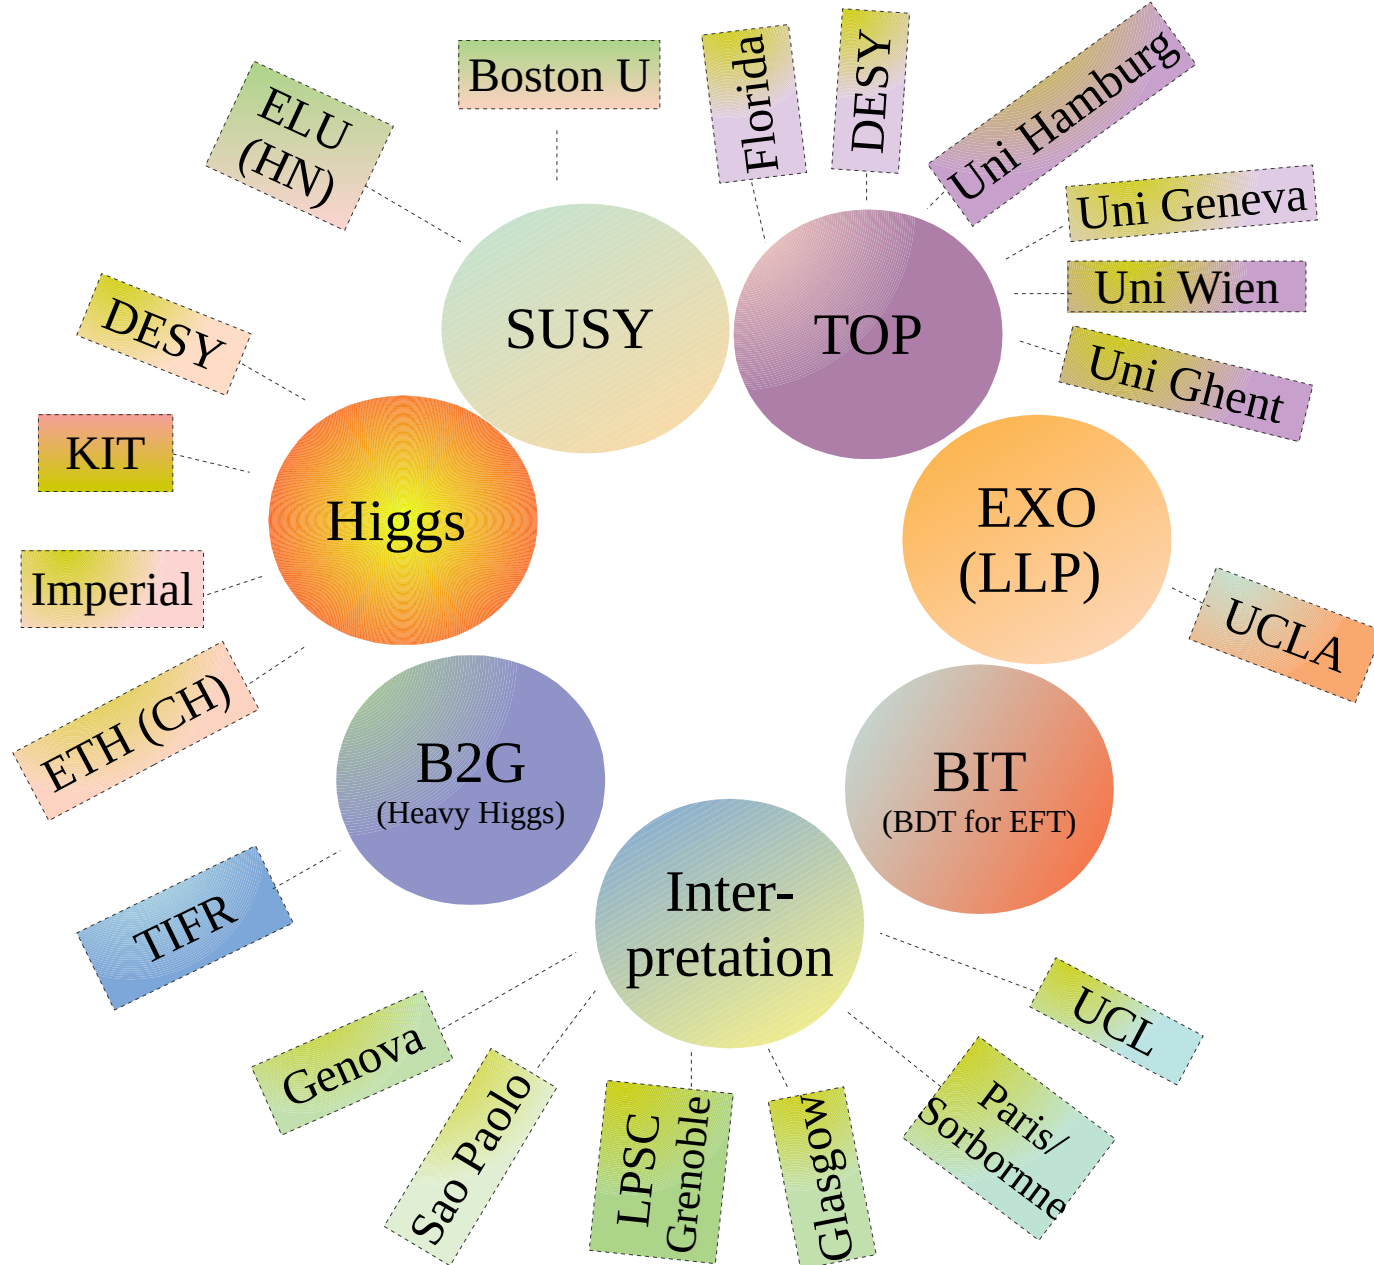 Boston U
Florida
DESY
Uni Hamburg
ELU
(HN)
Uni Geneva
Uni Wien
DESY
SUSY
TOP
Uni Ghent
KIT
Higgs
EXO
(LLP)
Imperial
UCLA
ETH (CH)
B2G
(Heavy Higgs)
BIT
(BDT for EFT)
TIFR
Inter-
pretation
UCL
Genova
Sao Paolo
LPSC
Grenoble
Glasgow
Paris/
Sorbornne